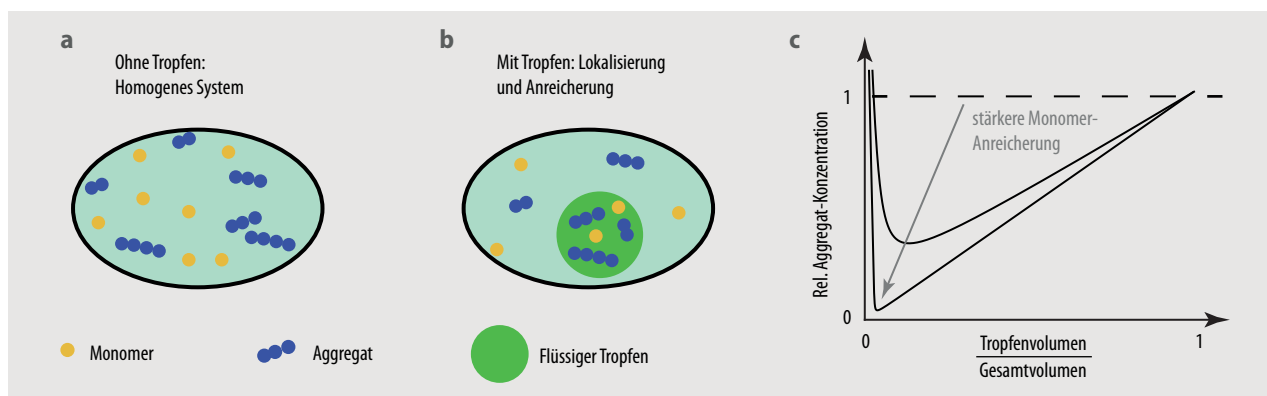 a
Ohne Tropfen:
Homogenes System
Monomer
Aggregat
b
Mit Tropfen: Lokalisierung
und Anreicherung
Flüssiger Tropfen
c
Rel. Aggregat-Konzentration
1
0
stärkere Monomer-
Anreicherung
0
Tropfenvolumen
Gesamtvolumen
1